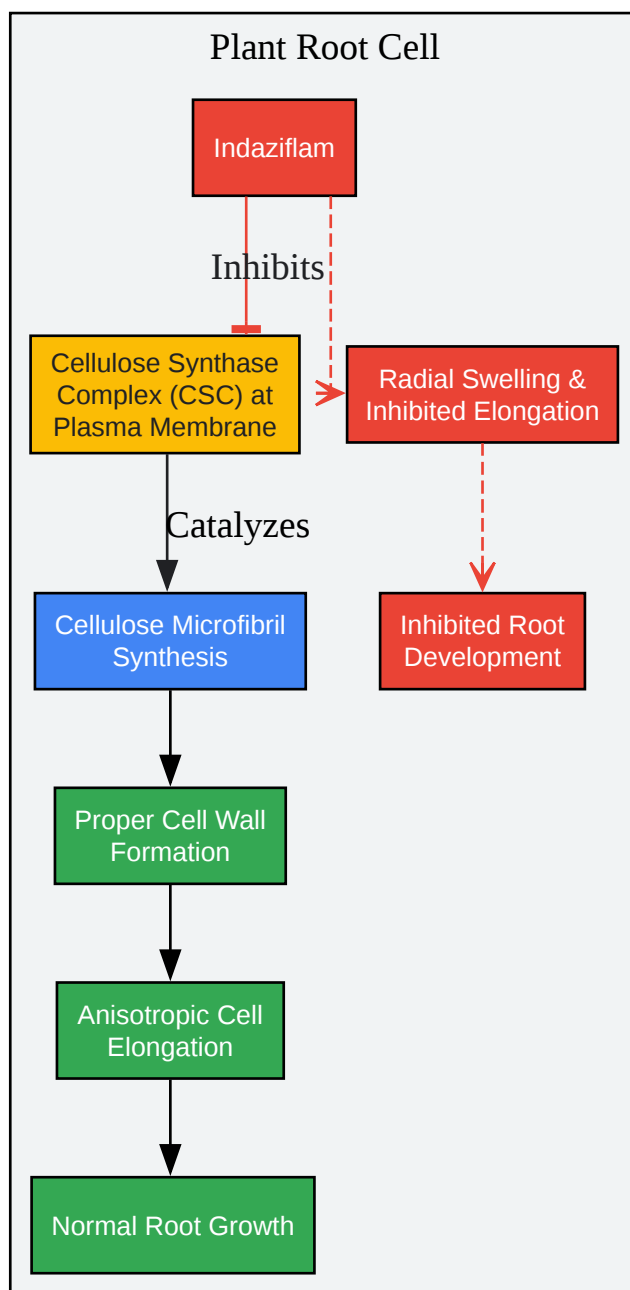 Plant Root Cell
Indaziflam
Inhibits
Cellulose Synthase
Complex (CSC) at
Plasma Membrane
Radial Swelling &
Inhibited Elongation
Catalyzes
Cellulose Microfibril
Synthesis
Inhibited Root
Development
Proper Cell Wall
Formation
Anisotropic Cell
Elongation
Normal Root Growth